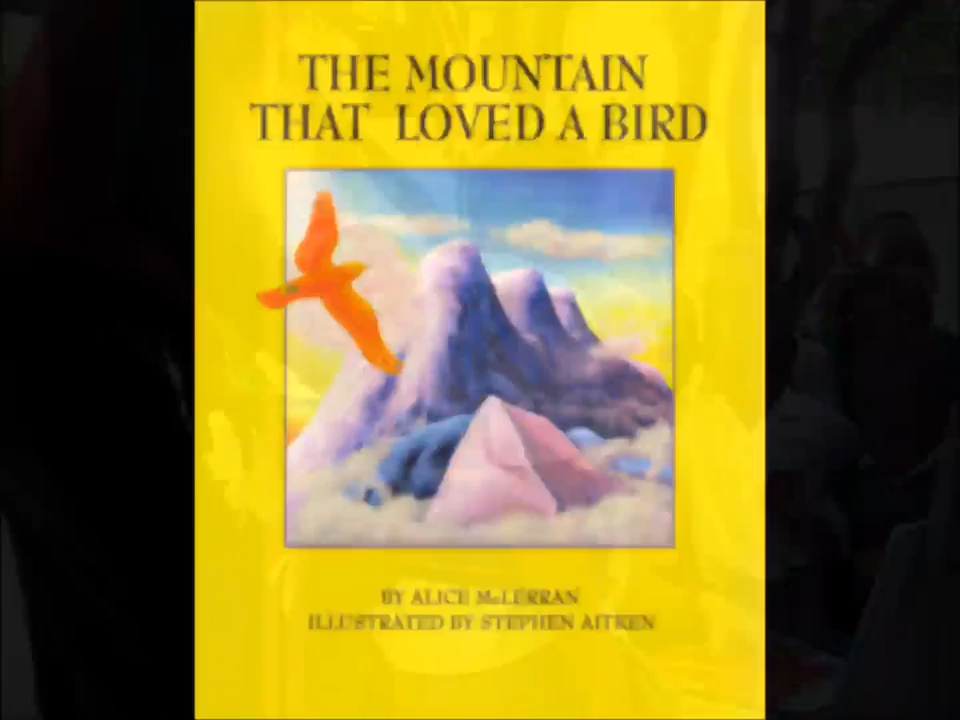 THE MOUNTAIN
THAT LOVED A BIRD
BY ALICE McLERRAN
ILLUSTRATED BY STEPHEN AITKEN